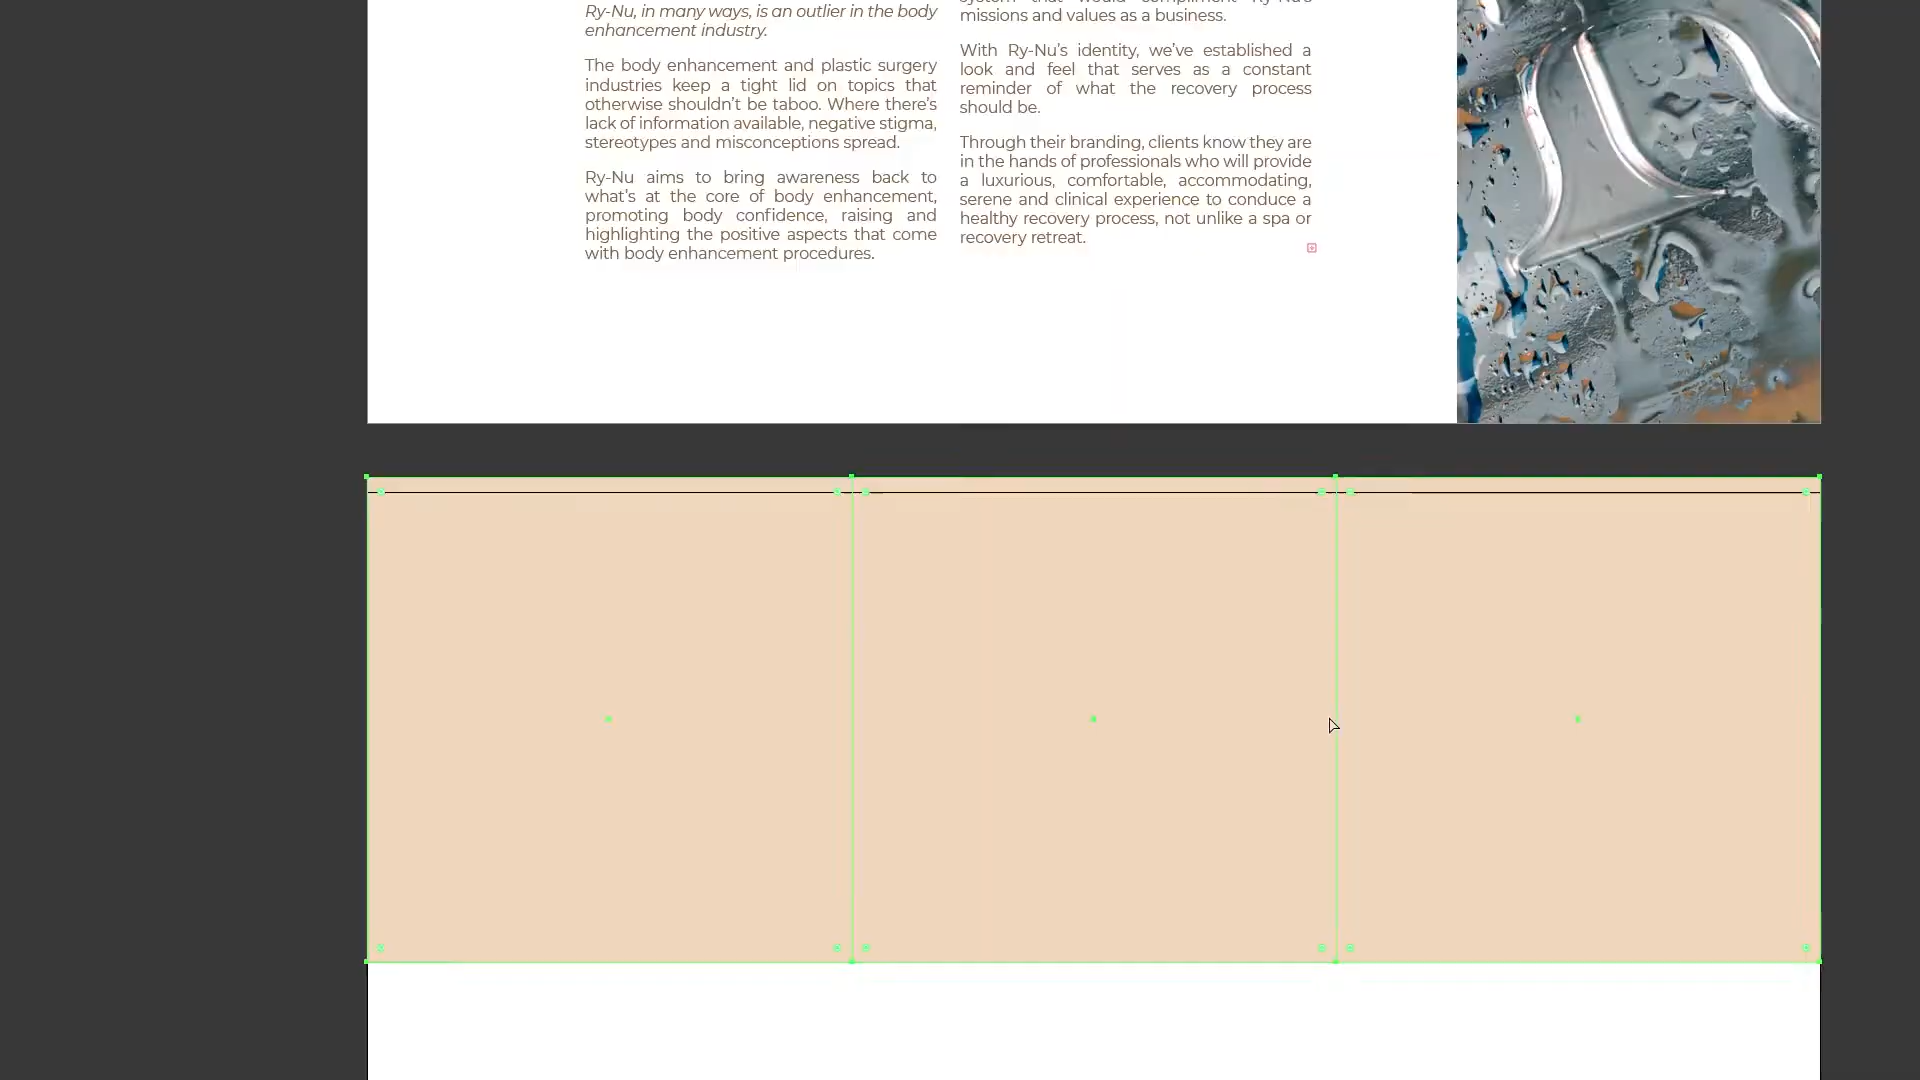 Ry-Nu, in many ways, is an outlier in the body
enhancement industry.
The body enhancement and plastic surgery
industries keep a tight lid on topics that
otherwise shouldn't be taboo. Where there's
lack of information available, negative stigma,
stereotypes and misconceptions spread.
Ry-Nu aims to bring awareness back to
what's at the core of body enhancement,
promoting body confidence, raising and
highlighting the positive aspects that come
with body enhancement procedures.
system that would compliment Ry-Nu's
missions and values as a business.
With Ry-Nu's identity, we've established a
look and feel that serves as a constant
reminder of what the recovery process
should be.
Through their branding, clients know they are
in the hands of professionals who will provide
a luxurious, comfortable, accommodating,
serene and clinical experience to conduce a
healthy recovery process, not unlike a spa or
recovery retreat.